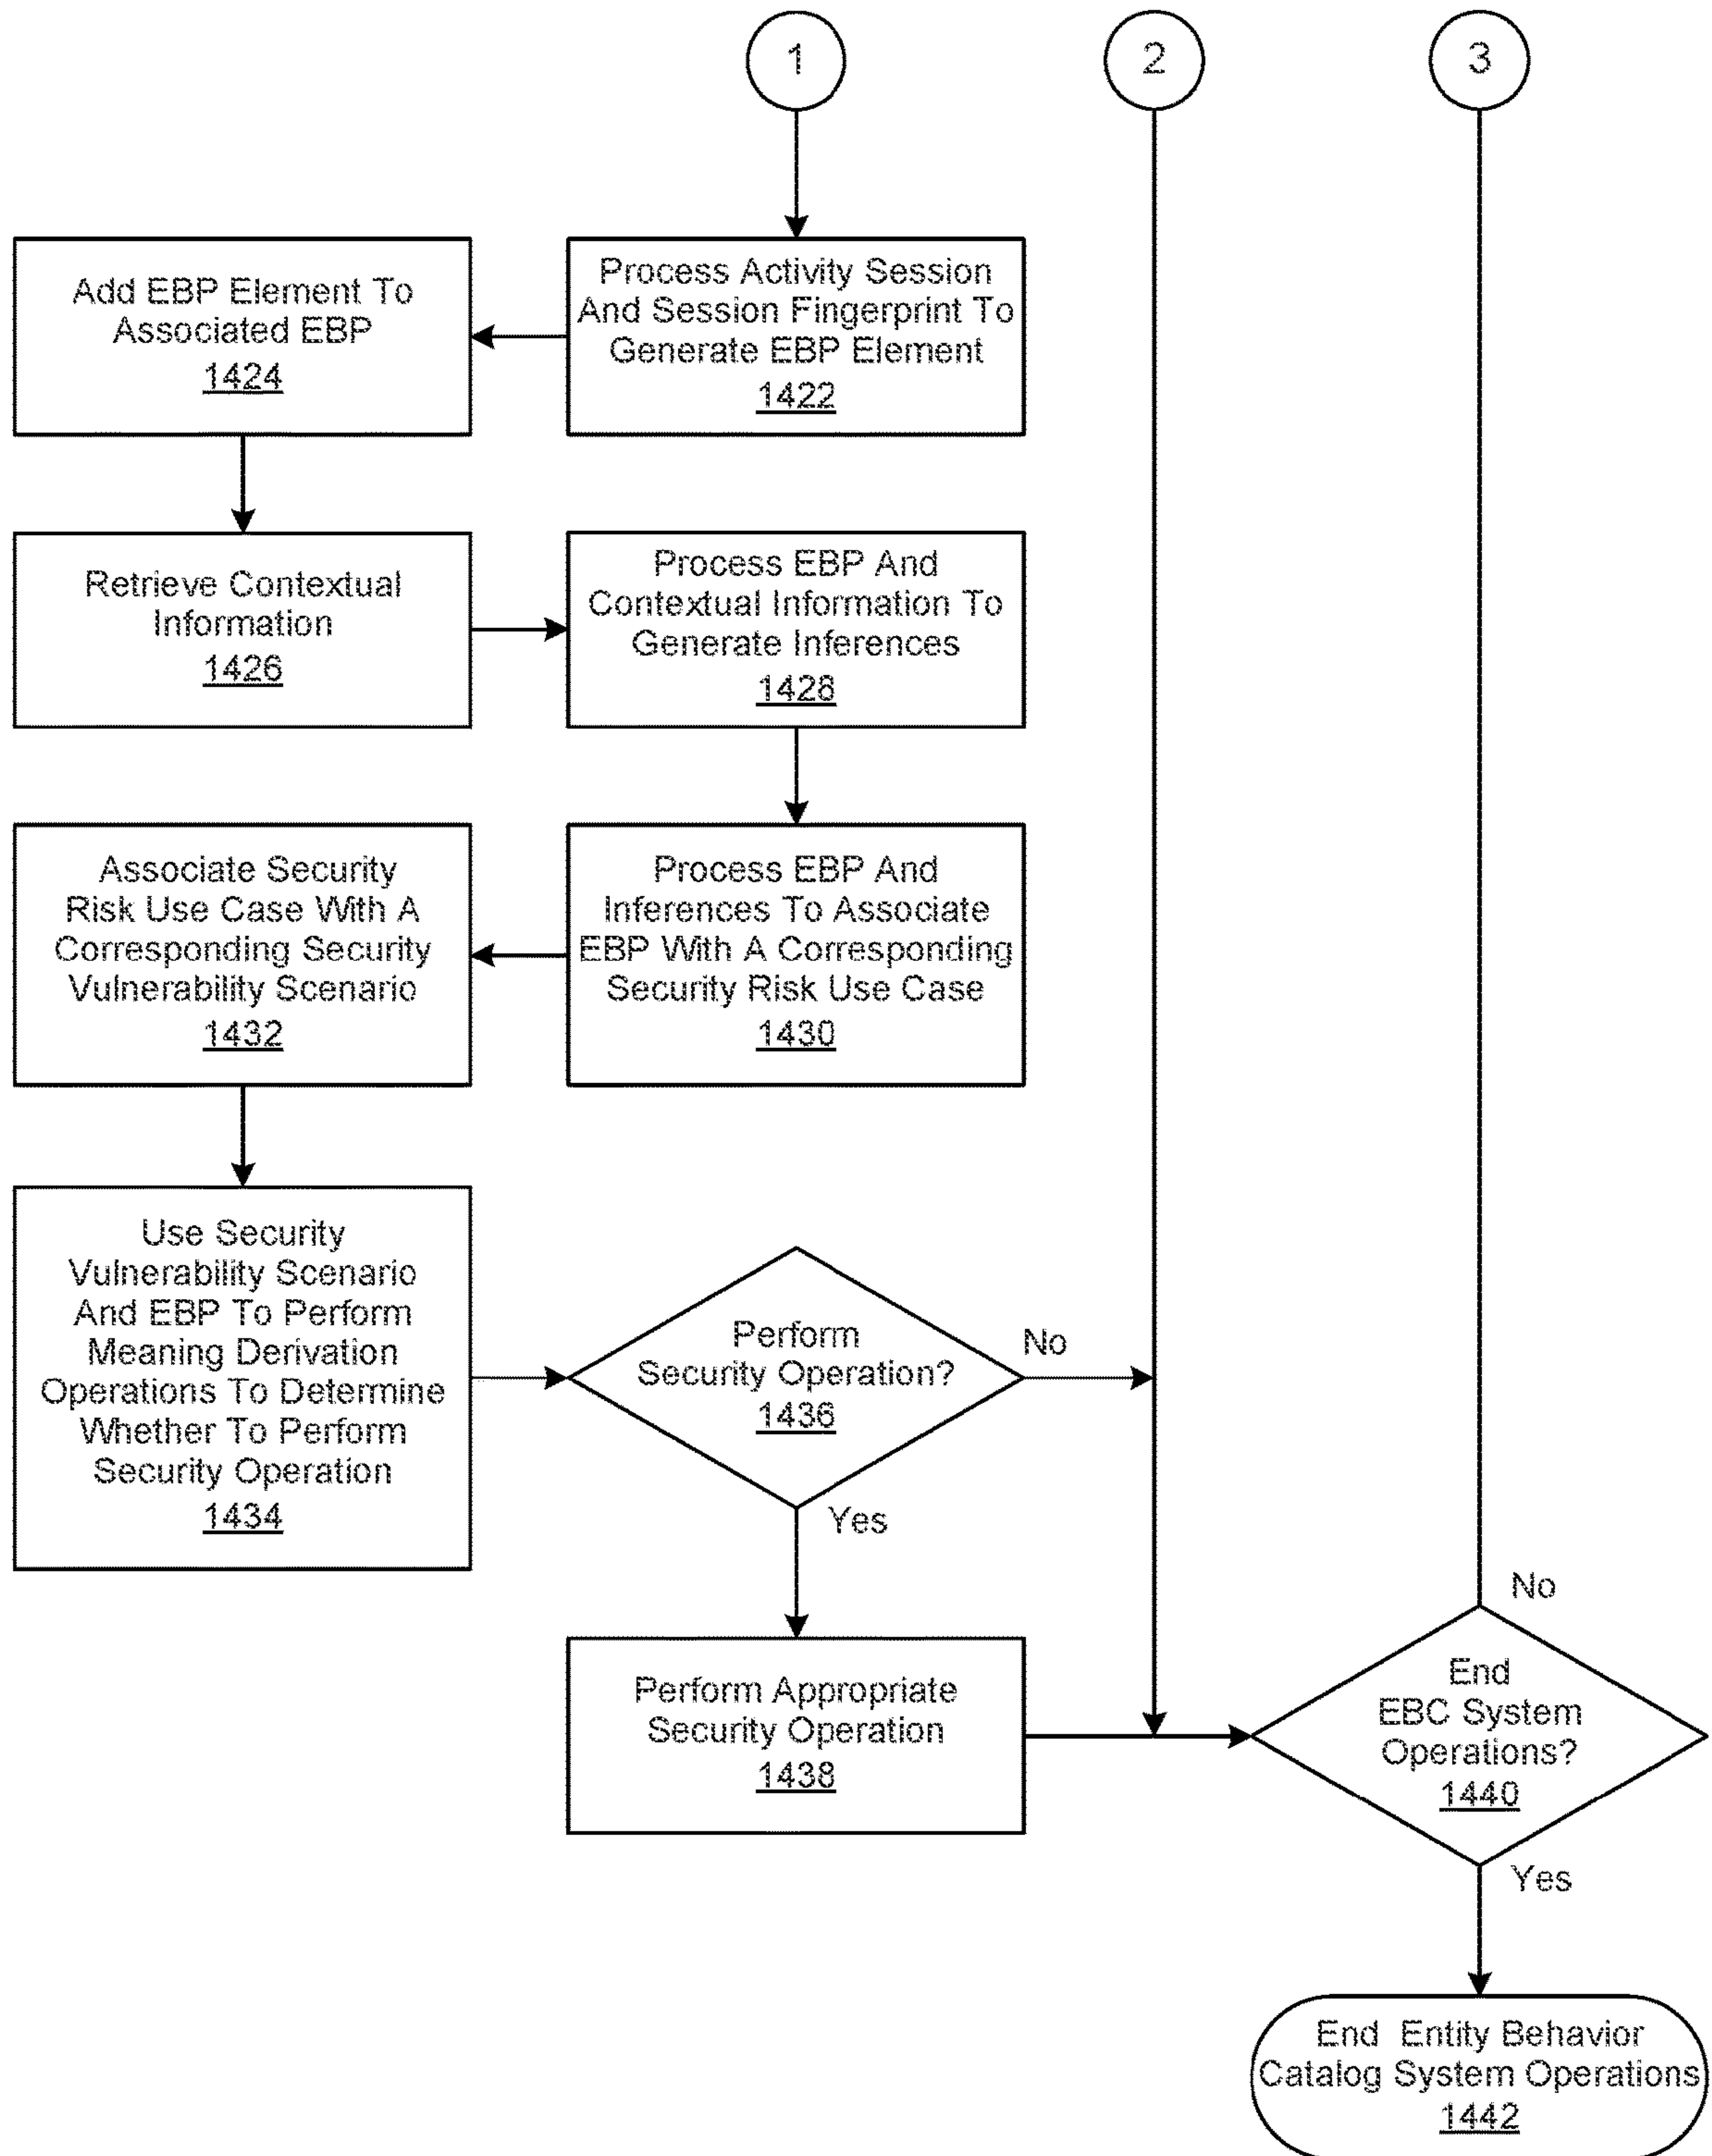 1
2
3
Process Activity Session
And Session Fingerprint To
Generate EBP Element
1422
Add EBP Element To
Associated EBP
1424
Retrieve Contextual
Information
1426
Process EBP And
Contextual Information To
Generate Inferences
1428
Process EBP And
Inferences To Associate
EBP With A Corresponding
Security Risk Use Case
1430
Associate Security
Risk Use Case With A
Corresponding Security
Vulnerability Scenario
1432
Use Security
Vulnerability Scenario
And EBP To Perform
Meaning Derivation
Operations To Determine
Whether To Perform
Security Operation
1434
Perform
Security Operation?
1436
No
Yes
Perform Appropriate
Security Operation
1438
No
End
EBC System
Operations?
1440
Yes
End Entity Behavior
Catalog System Operations
1442